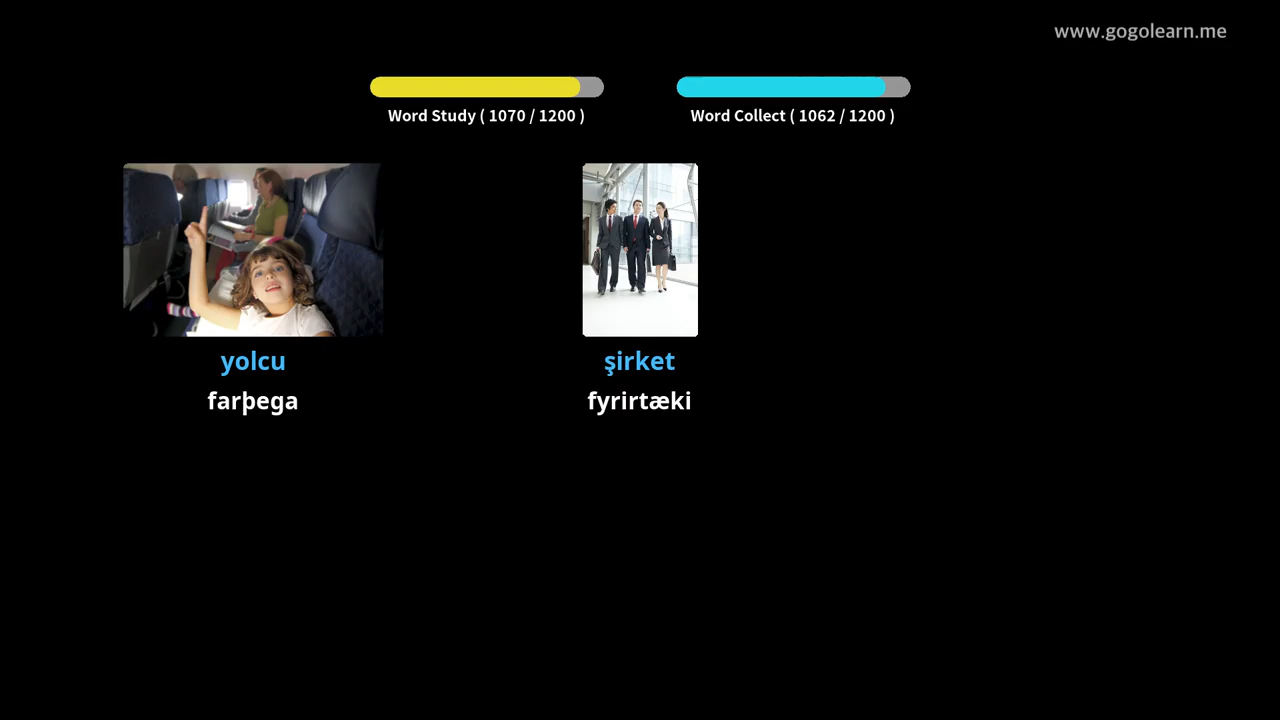 www.gogolearn.me
Word Study ( 1070 / 1200 )
Word Collect ( 1062 / 1200 )
yolcu
şirket
farþega
fyrirtæki